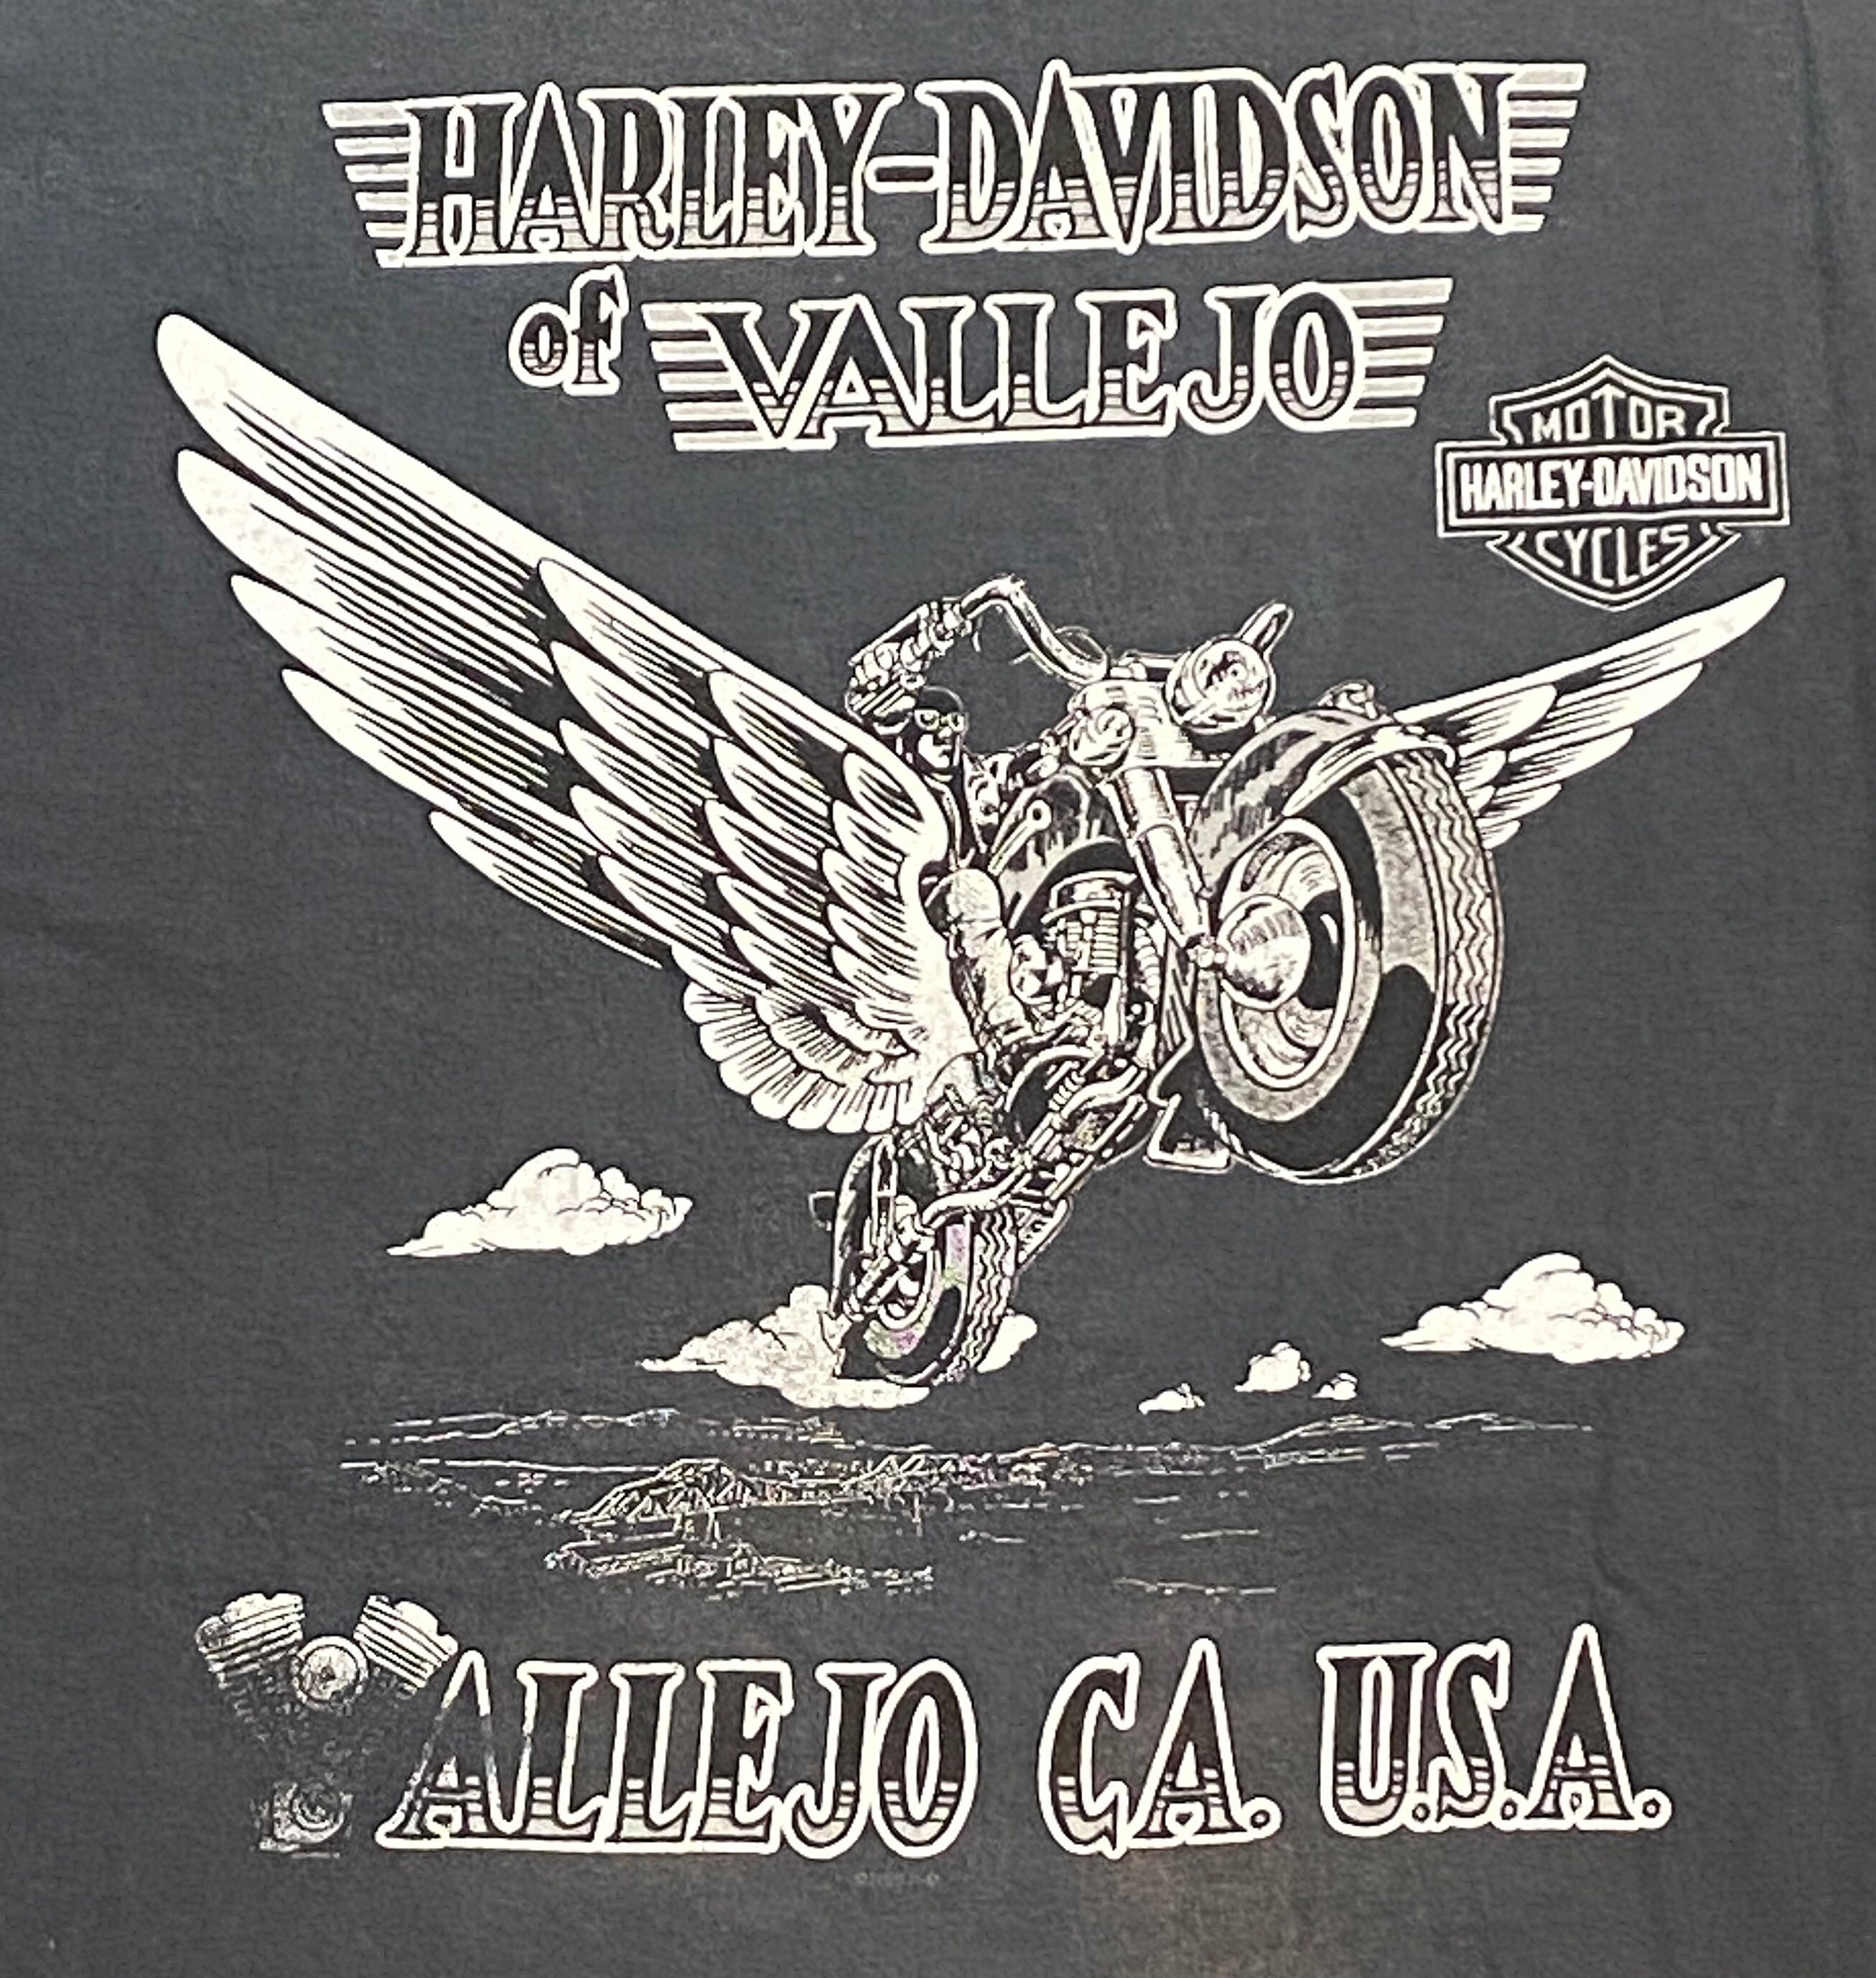 HARLEY-DAVIDSON
of VALLEJO
MOTOR
HARLEY-DAVIDSON
CYCLES
VALLEJO CA. U.S.A.